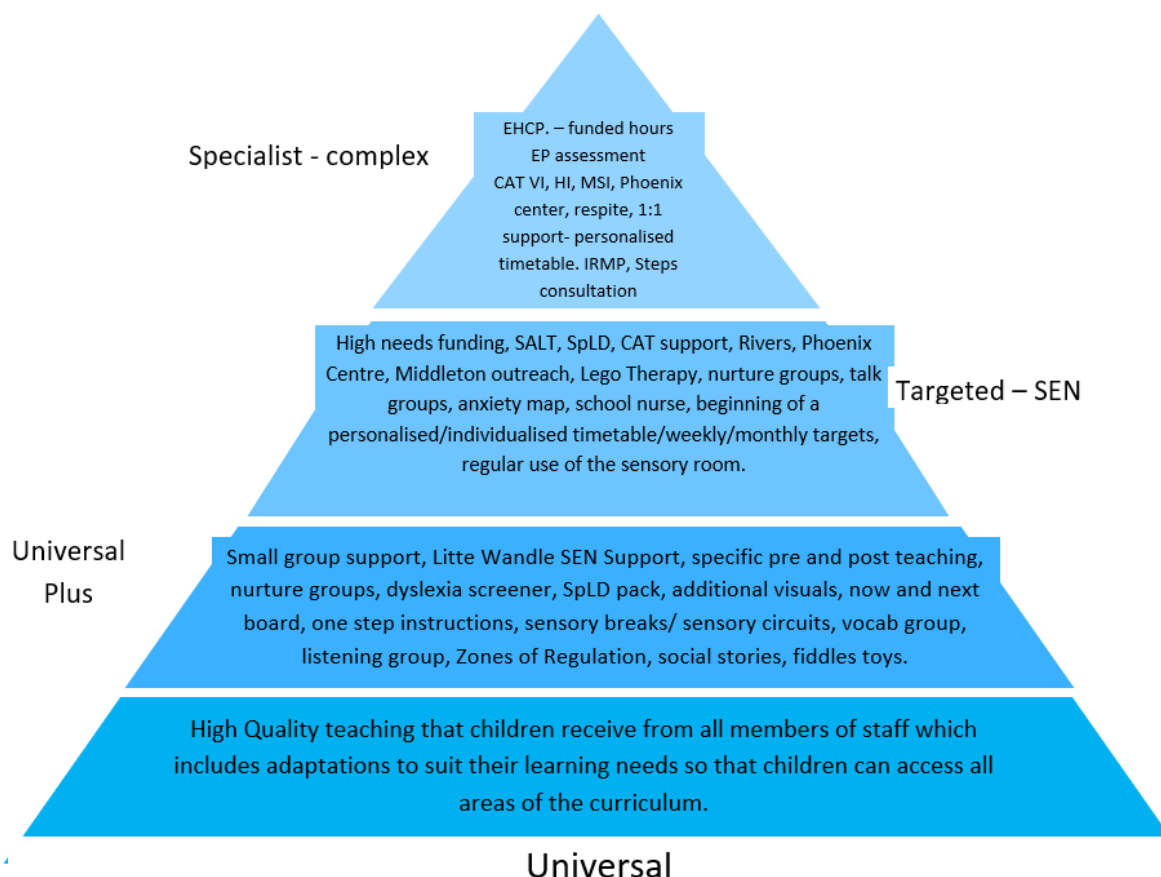 Specialist - complex
EHCP. – funded hours
EP assessment
CAT VI, HI, MSI, Phoenix
center, respite, 1:1
support- personalised
timetable. IRMP, Steps
consultation
High needs funding, SALT, SpLD, CAT support, Rivers, Phoenix
Centre, Middleton outreach, Lego Therapy, nurture groups, talk
groups, anxiety map, school nurse, beginning of a
personalised/individualised timetable/weekly/monthly targets,
regular use of the sensory room.
Targeted – SEN
Universal
Plus
Small group support, Litte Wandle SEN Support, specific pre and post teaching,
nurture groups, dyslexia screener, SpLD pack, additional visuals, now and next
board, one step instructions, sensory breaks/ sensory circuits, vocab group,
listening group, Zones of Regulation, social stories, fiddles toys.
High Quality teaching that children receive from all members of staff which
includes adaptations to suit their learning needs so that children can access all
areas of the curriculum.
Universal